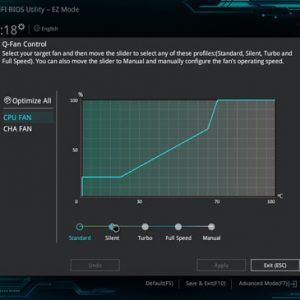 FI BIOS Utility – EZ Mode
:18
English
Q-Fan Control
Select your target fan and then move the slider to select any of these profiles:(Standard, Silent, Turbo and
Full Speed). You can also move the slider to Manual and manually configure the fan's operating speed.
Optimize All
CPU FAN
CHA FAN
%
100
50
0
30
70
100
°C
Standard
Silent
Turbo
Full Speed
Manual
Undo
Apply
Exit (ESC)
Default(F5)
Save & Exit(F10)
Advanced Mode(F7)